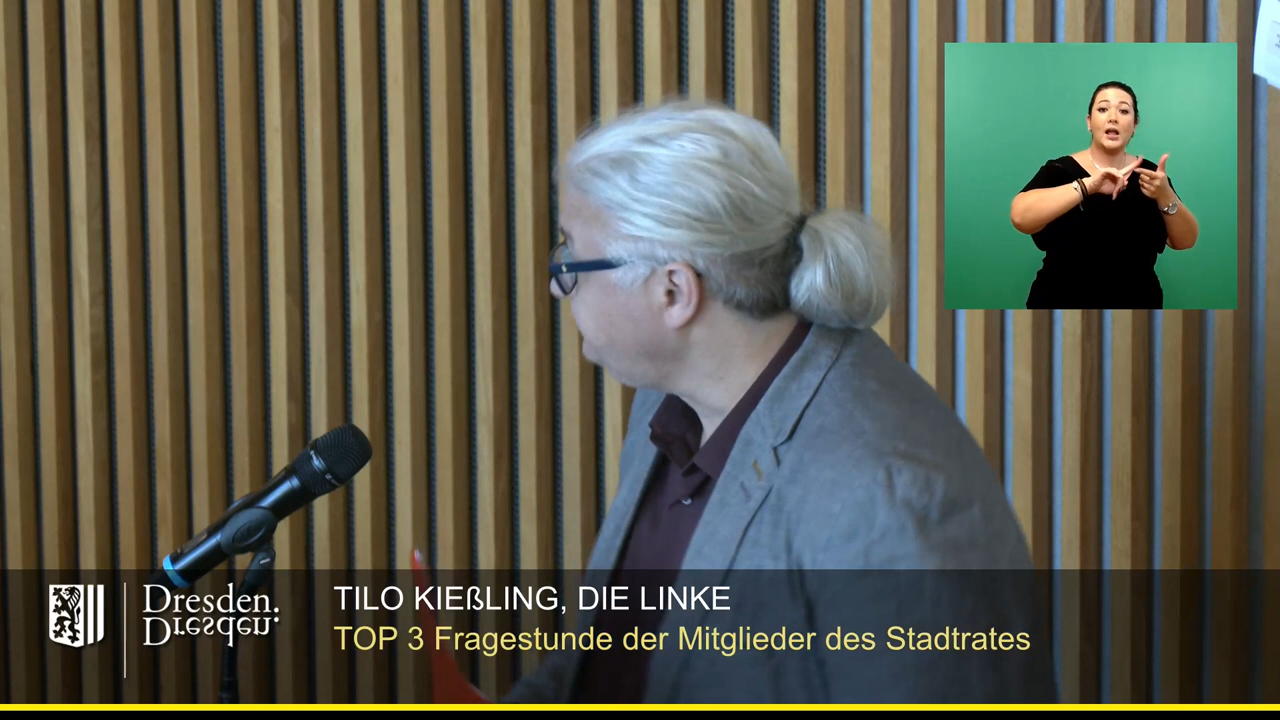 Dresden.
Dresden.
TILO KIEßLING, DIE LINKE
TOP 3 Fragestunde der Mitglieder des Stadtrates